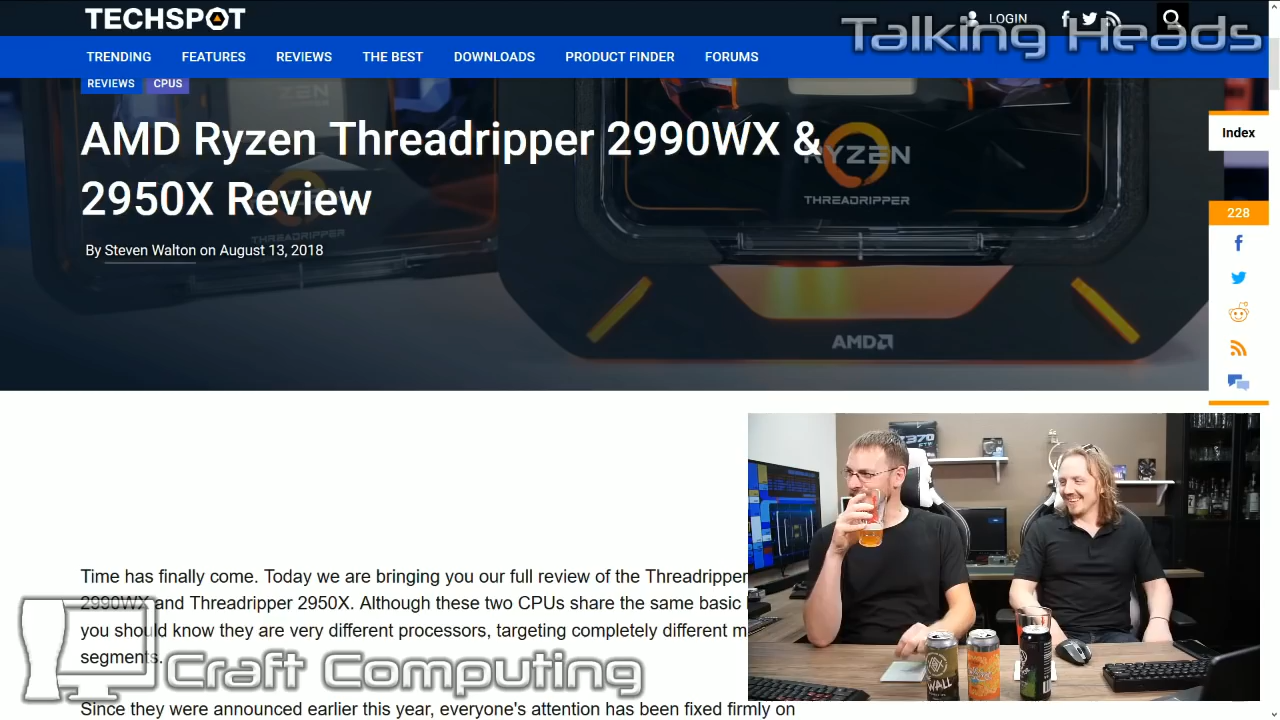 TECHSPOT
LOGIN
Talking Heads
TRENDING FEATURES REVIEWS THE BEST DOWNLOADS PRODUCT FINDER FORUMS
REVIEWS CPUS
AMD Ryzen Threadripper 2990WX &
2950X Review
By Steven Walton on August 13, 2018
RYZEN
THREADRIPPER
THREADRIPPER
AMD
Index
228
X370
Time has finally come. Today we are bringing you our full review of the Threadripper
2990WX and Threadripper 2950X. Although these two CPUs share the same basic
you should know they are very different processors, targeting completely different m
segments.
Since they were announced earlier this year, everyone's attention has been fixed firmly on
Craft Computing
WALL